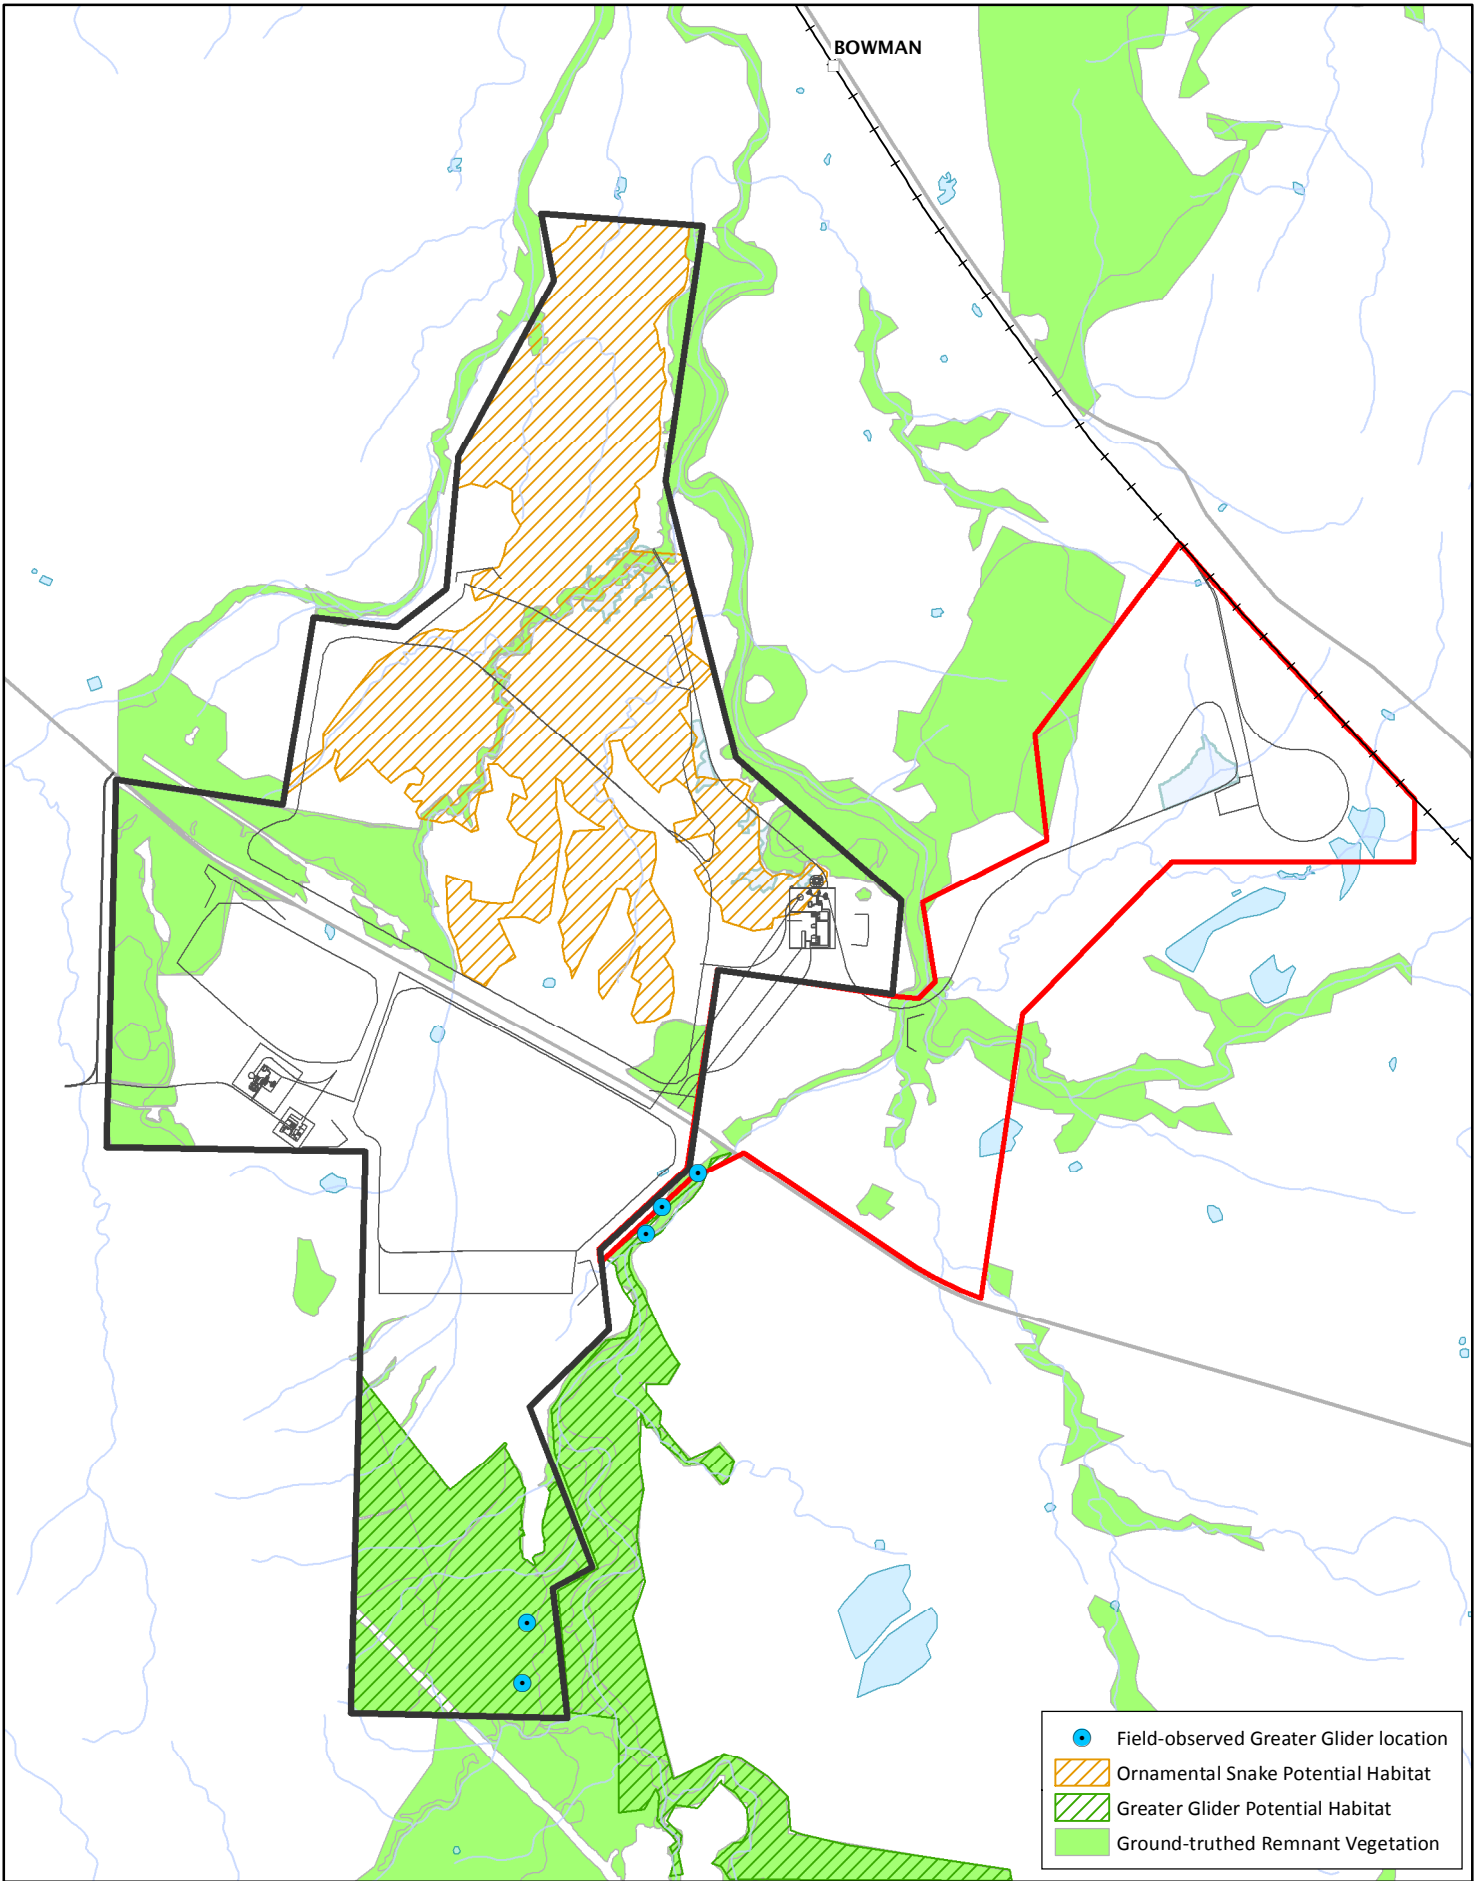 BOWMAN
Field-observed Greater Glider location
Ornamental Snake Potential Habitat
Greater Glider Potential Habitat
Ground-truthed Remnant Vegetation